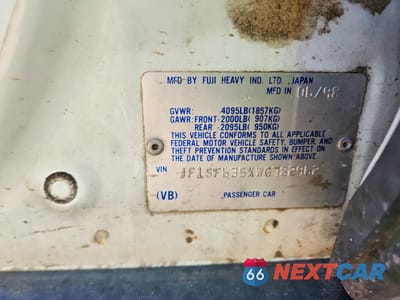 MFD BY FUJI HEAVY IND. LTD., JAPAN
MFD IN 06/98
GVWR: 4095LB(1857KG)
GAWR:FRONT-2000LB( 907KG)
REAR -2095LB( 950KG)
THIS VEHICLE CONFORMS TO ALL APPLICABLE
FEDERAL MOTOR VEHICLE SAFETY, BUMPER, AND
THEFT PREVENTION STANDARDS IN EFFECT ON
THE DATE OF MANUFACTURE SHOWN ABOVE.
VIN
(VB) PASSENGER CAR
66 NEXTCAR